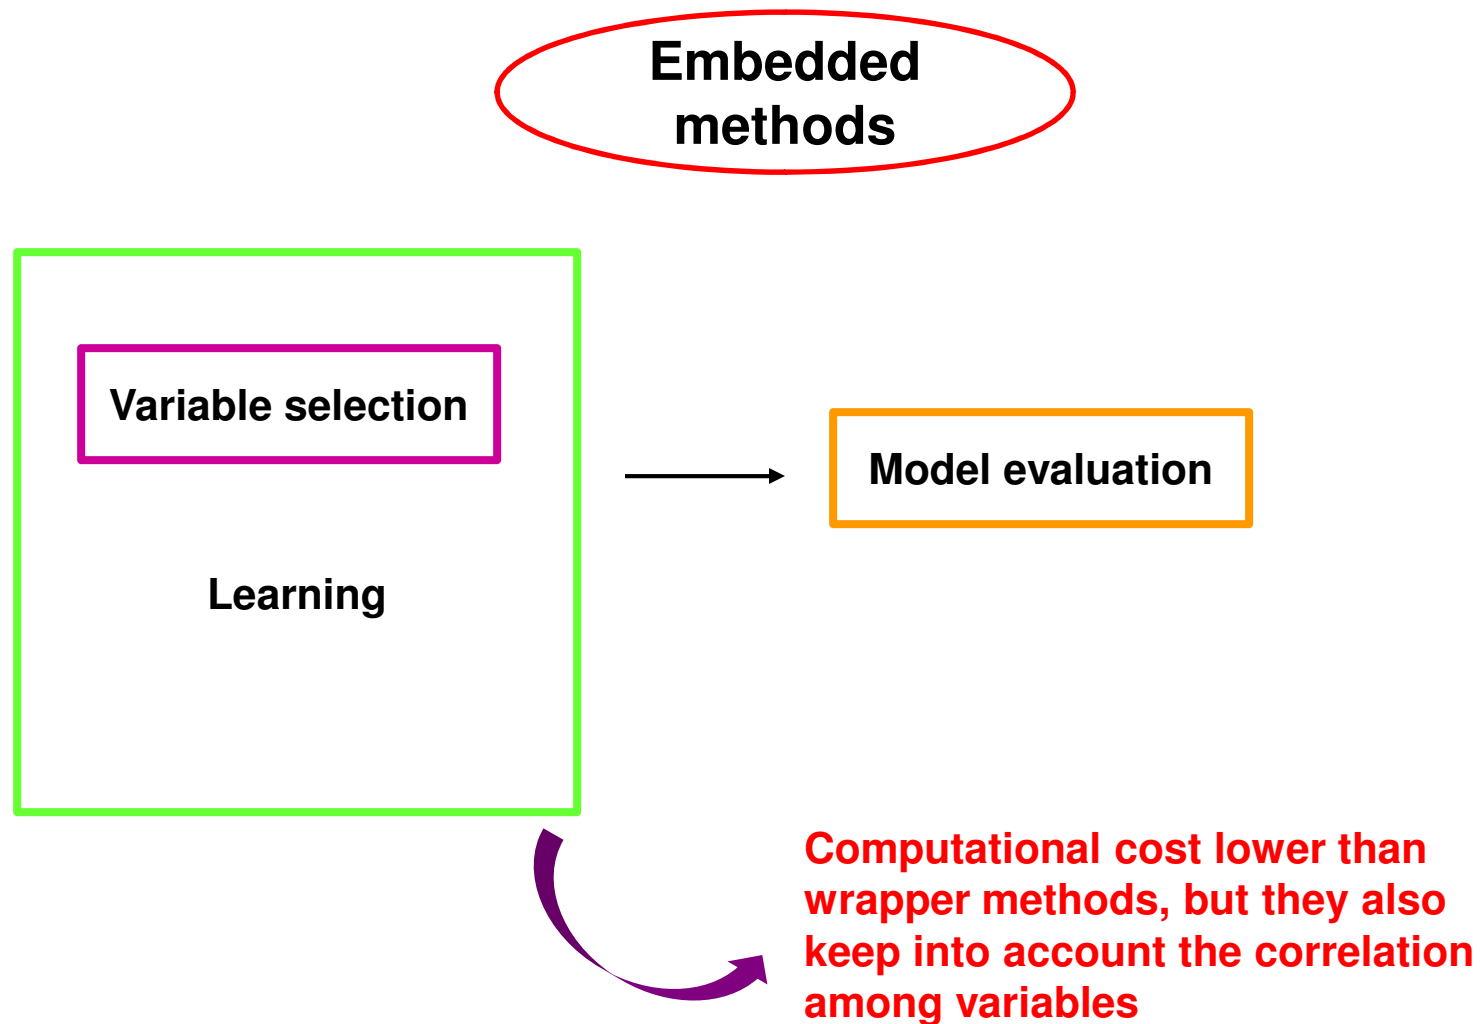 Embedded
methods
Variable selection
Model evaluation
Learning
Computational cost lower than
wrapper methods, but they also
keep into account the correlation
among variables